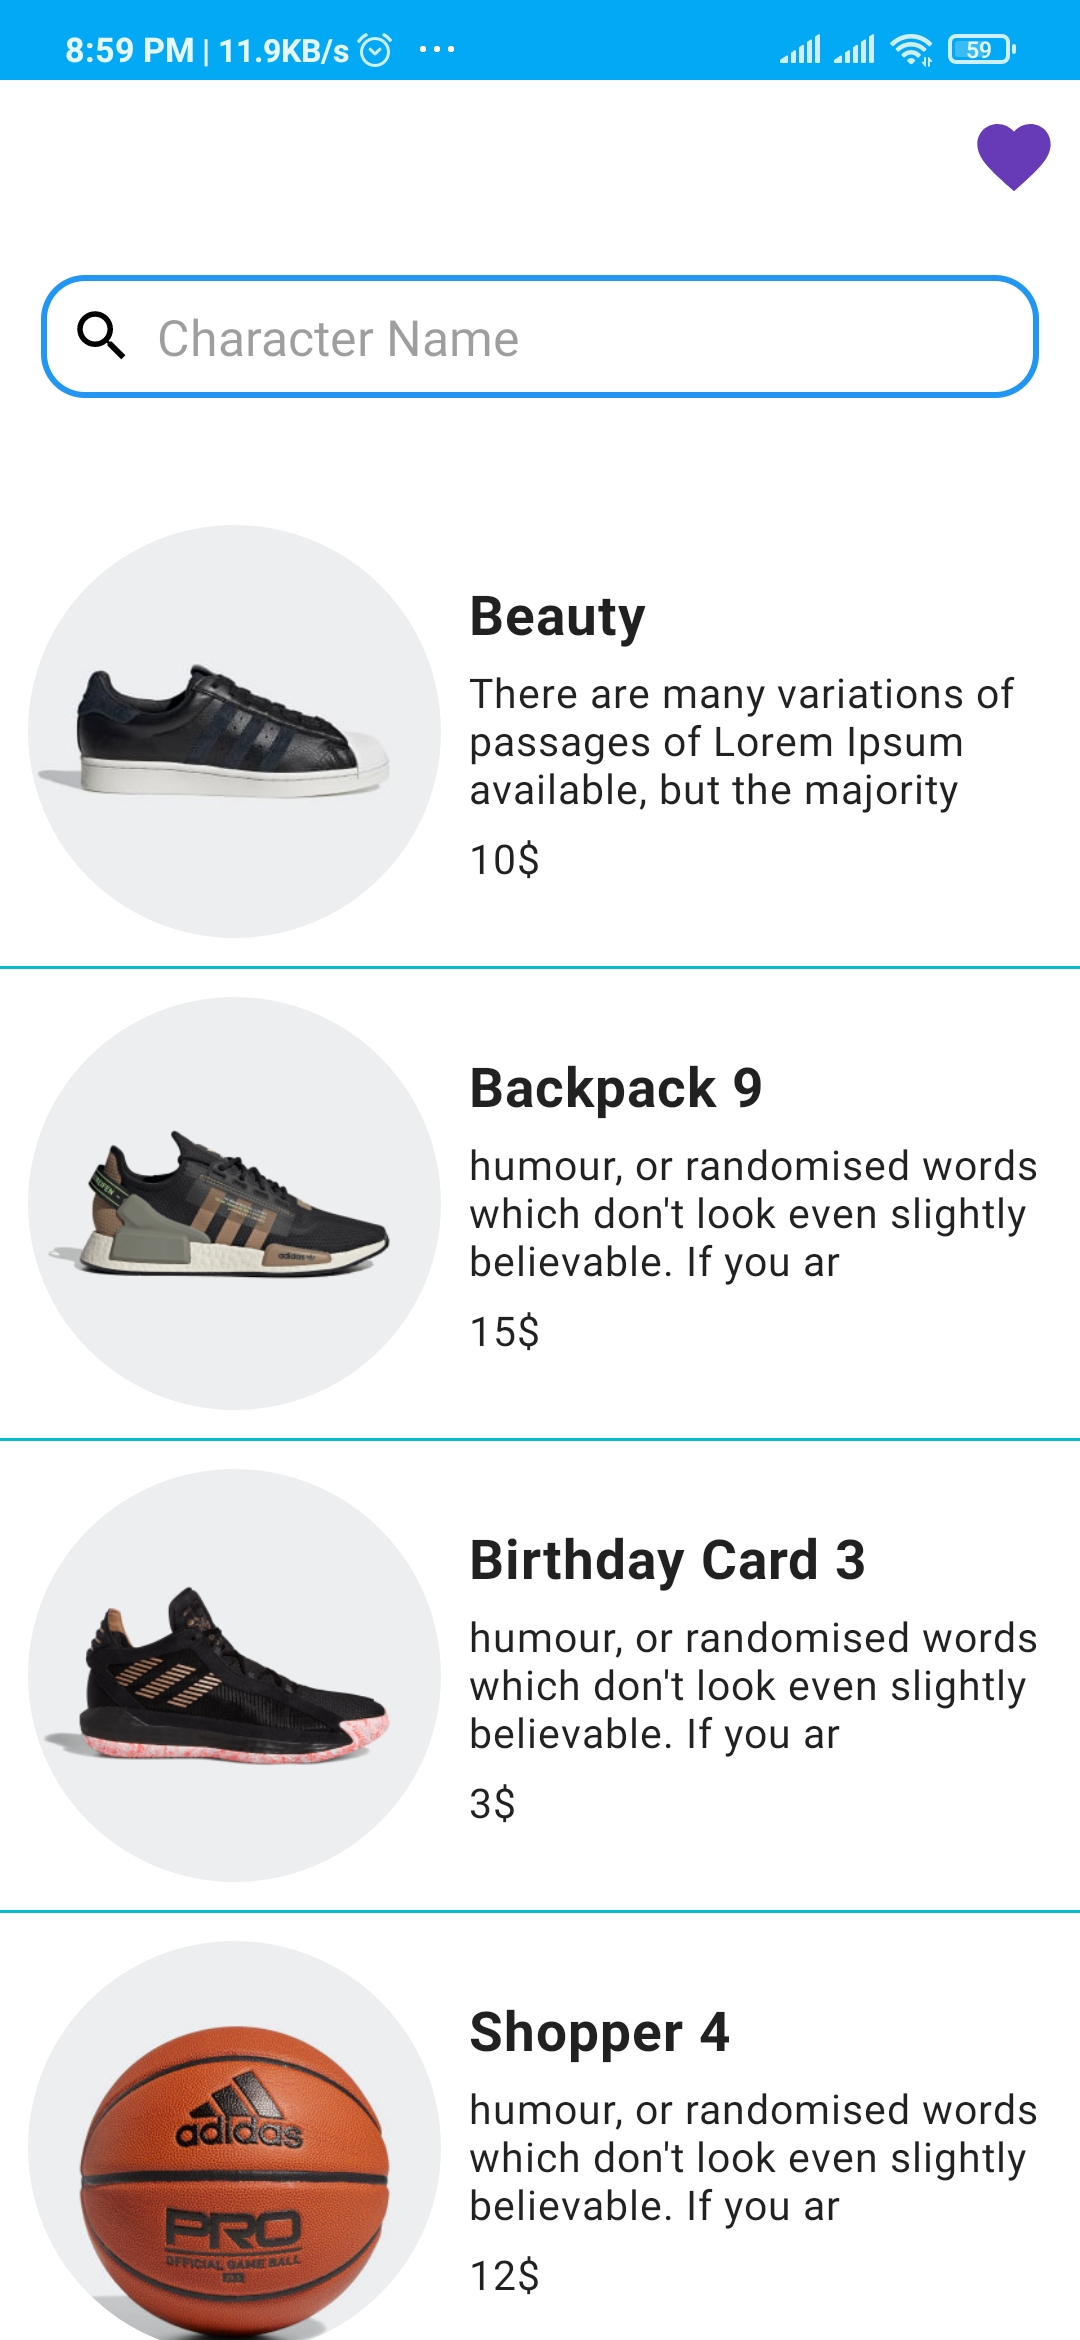 8:59 PM | 11.9KB/s ...
59
Character Name
Beauty
There are many variations of
passages of Lorem Ipsum
available, but the majority
10$
Backpack 9
humour, or randomised words
which don't look even slightly
believable. If you ar
15$
adidas
Birthday Card 3
humour, or randomised words
which don't look even slightly
believable. If you ar
3$
Shopper 4
humour, or randomised words
which don't look even slightly
believable. If you ar
12$
adidas
PRO
OFFICIAL GAME BALL